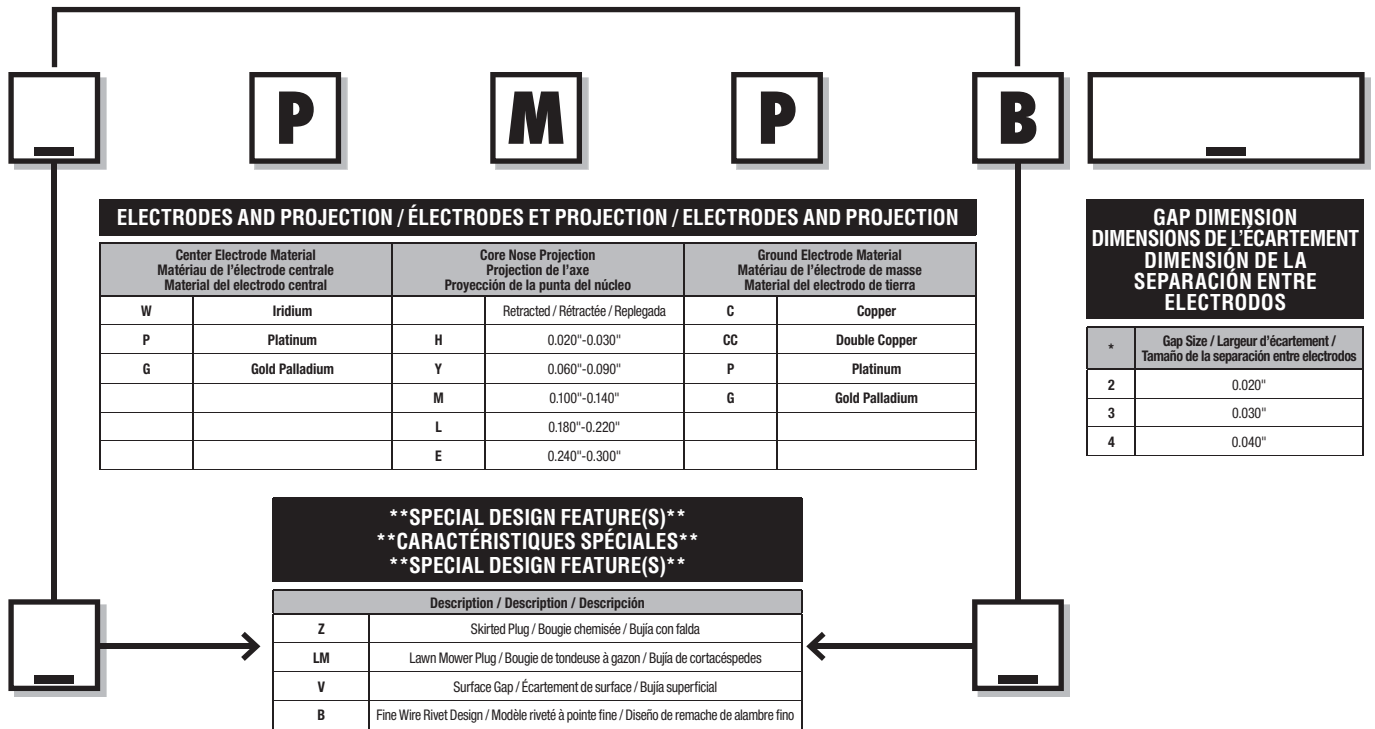 P M P B
ELECTRODES AND PROJECTION / ÉLECTRODES ET PROJECTION / ELECTRODES AND PROJECTION
Center Electrode Material
Matériau de l'électrode centrale
Material del electrodo central
Core Nose Projection
Projection de l'axe
Proyección de la punta del núcleo
Ground Electrode Material
Matériau de l'électrode de masse
Material del electrodo de tierra
W Iridium Retracted / Rétractée / Replegada C Copper
P Platinum H 0.020"-0.030" CC Double Copper
G Gold Palladium Y 0.060"-0.090" P Platinum
M 0.100"-0.140" G Gold Palladium
L 0.180"-0.220"
E 0.240"-0.300"
GAP DIMENSION
DIMENSIONS DE L'ÉCARTEMENT
DIMENSIÓN DE LA
SEPARACIÓN ENTRE
ELECTRODOS
* Gap Size / Largeur d'écartement /
Tamaño de la separación entre electrodos
2 0.020"
3 0.030"
4 0.040"
**SPECIAL DESIGN FEATURE(S)**
**CARACTÉRISTIQUES SPÉCIALES**
**SPECIAL DESIGN FEATURE(S)**
Description / Description / Descripción
Z Skirted Plug / Bougie chemisée / Bujía con falda
LM Lawn Mower Plug / Bougie de tondeuse à gazon / Bujía de cortacéspedes
V Surface Gap / Écartement de surface / Bujía superficial
B Fine Wire Rivet Design / Modèle riveté à pointe fine / Diseño de remache de alambre fino